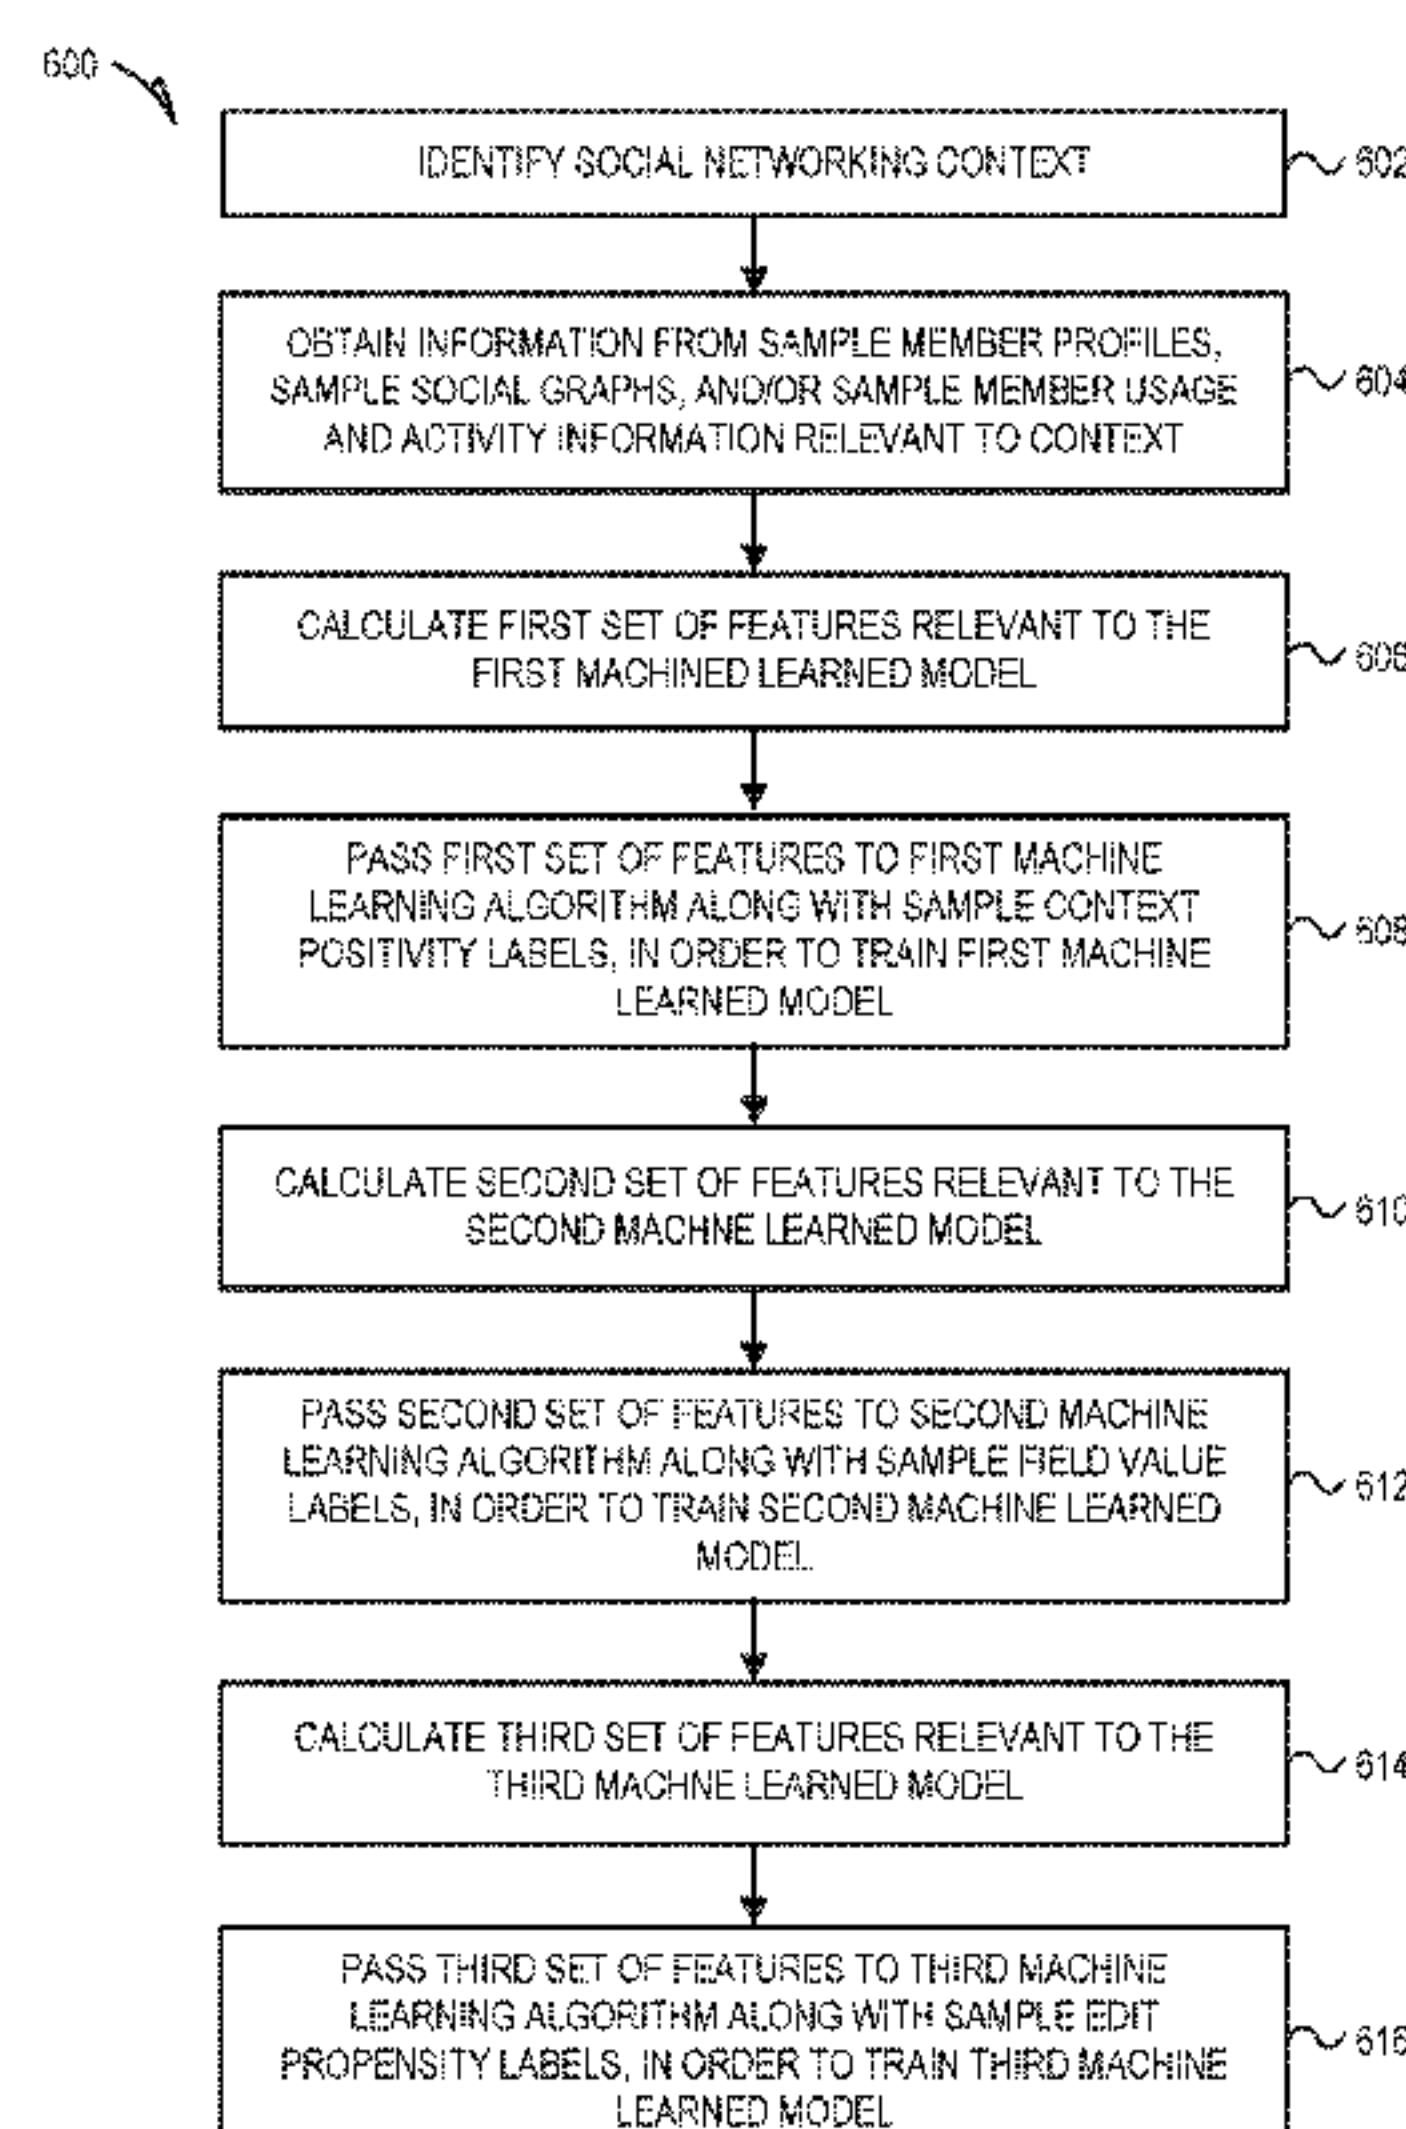 600
IDENTIFY SOCIAL NETWORKING CONTEXT
602
OBTAIN INFORMATION FROM SAMPLE MEMBER PROFILES,
SAMPLE SOCIAL GRAPHS, AND/OR SAMPLE MEMBER USAGE
AND ACTIVITY INFORMATION RELEVANT TO CONTEXT
604
CALCULATE FIRST SET OF FEATURES RELEVANT TO THE
FIRST MACHINED LEARNED MODEL
606
PASS FIRST SET OF FEATURES TO FIRST MACHINE
LEARNING ALGORITHM ALONG WITH SAMPLE CONTEXT
POSITIVITY LABELS, IN ORDER TO TRAIN FIRST MACHINE
LEARNED MODEL
608
CALCULATE SECOND SET OF FEATURES RELEVANT TO THE
SECOND MACHNE LEARNED MODEL
610
PASS SECOND SET OF FEATURES TO SECOND MACHINE
LEARNING ALGORITHM ALONG WITH SAMPLE FIELD VALUE
LABELS, IN ORDER TO TRAIN SECOND MACHINE LEARNED
MODEL
612
CALCULATE THIRD SET OF FEATURES RELEVANT TO THE
THIRD MACHNE LEARNED MODEL
614
PASS THIRD SET OF FEATURES TO THIRD MACHINE
LEARNING ALGORITHM ALONG WITH SAMPLE EDIT
PROPENSITY LABELS, IN ORDER TO TRAIN THIRD MACHINE
LEARNED MODEL
616